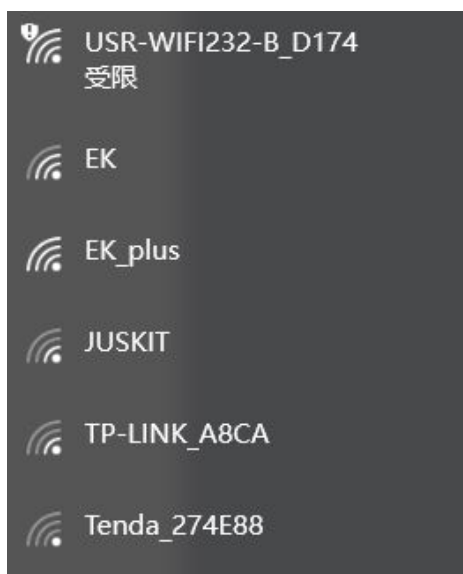 USR-WIFI232-B_D174
受限
EK
EK_plus
JUSKIT
TP-LINK_A8CA
Tenda_274E88